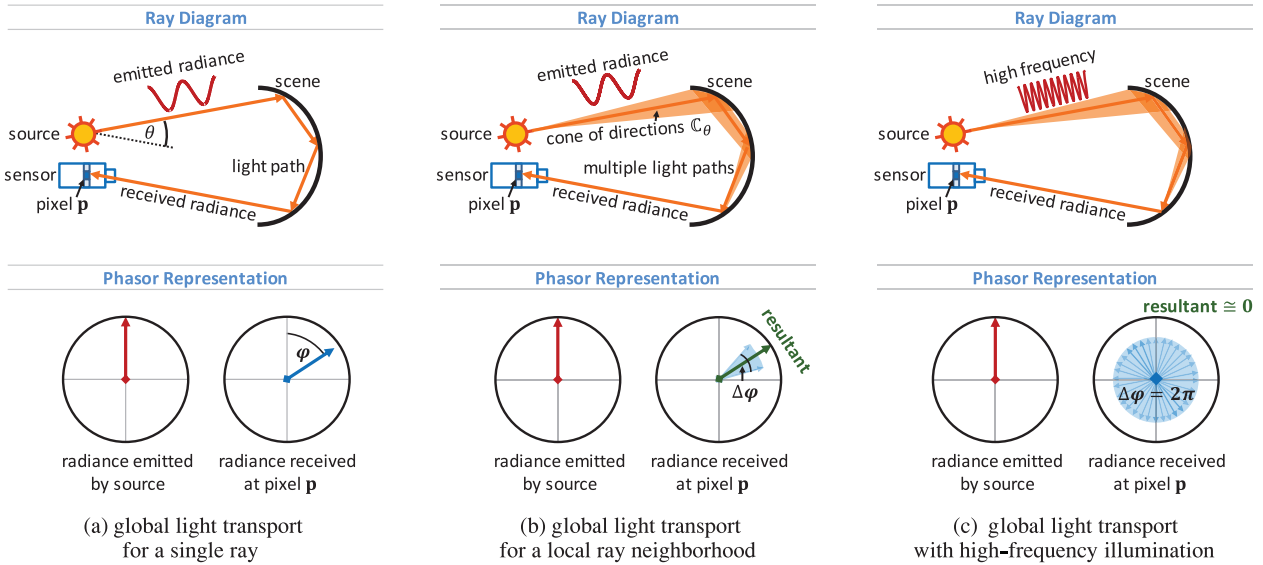 Ray Diagram
emitted radiance
scene
source
θ
light path
sensor
received radiance
pixel p
Phasor Representation
φ
radiance emitted
by source
radiance received
at pixel p
(a) global light transport
for a single ray
Ray Diagram
emitted radiance
scene
source
cone of directions ℂθ
multiple light paths
sensor
received radiance
pixel p
Phasor Representation
resultant
Δφ
radiance emitted
by source
radiance received
at pixel p
(b) global light transport
for a local ray neighborhood
Ray Diagram
high frequency
scene
source
sensor
received radiance
pixel p
Phasor Representation
resultant ≅ 0
Δφ = 2π
radiance emitted
by source
radiance received
at pixel p
(c) global light transport
with high-frequency illumination